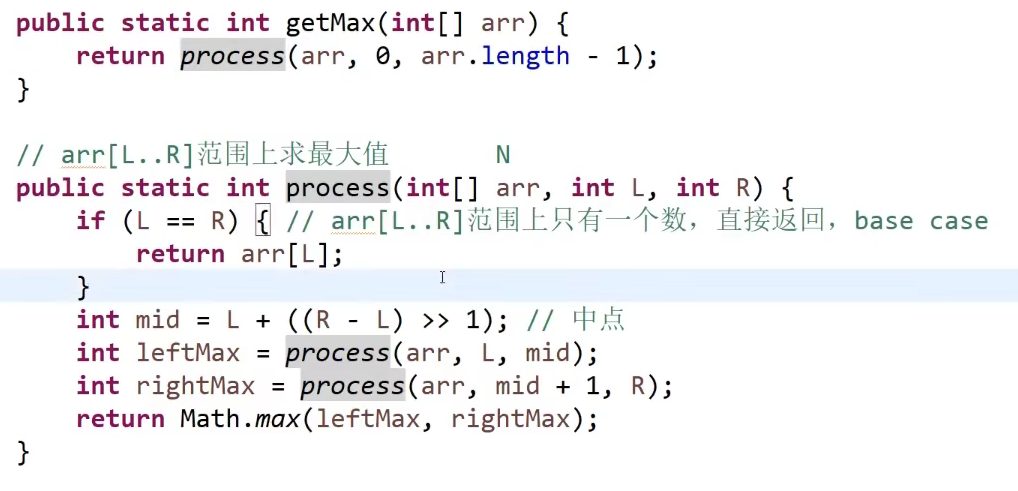 public static int getMax(int[] arr) {
    return process(arr, 0, arr.length - 1);
}
// arr[L..R]范围上求最大值       N
public static int process(int[] arr, int L, int R) {
    if (L == R) { // arr[L..R]范围上只有一个数，直接返回，base case
        return arr[L];
    }
    int mid = L + ((R - L) >> 1); // 中点
    int leftMax = process(arr, L, mid);
    int rightMax = process(arr, mid + 1, R);
    return Math.max(leftMax, rightMax);
}